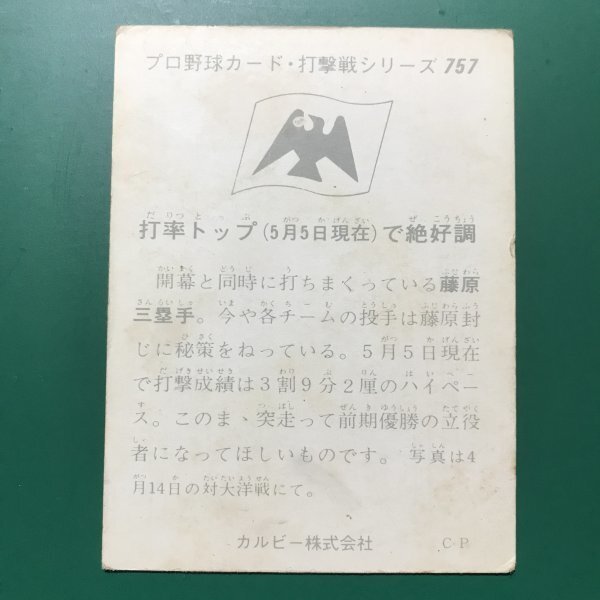 プロ野球カード・打撃戦シリーズ 757
打率トップ(5月5日現在)で絶好調
開幕と同時に打ちまくっている藤原
三塁手。今や各チームの投手は藤原封
じに秘策をねっている。5月5日現在
で打撃成績は3割9分2厘のハイペー
ス。このまゝ突走って前期優勝の立役
者になってほしいものです。写真は4
月14日の対大洋戦にて。
カルビー株式会社 CP